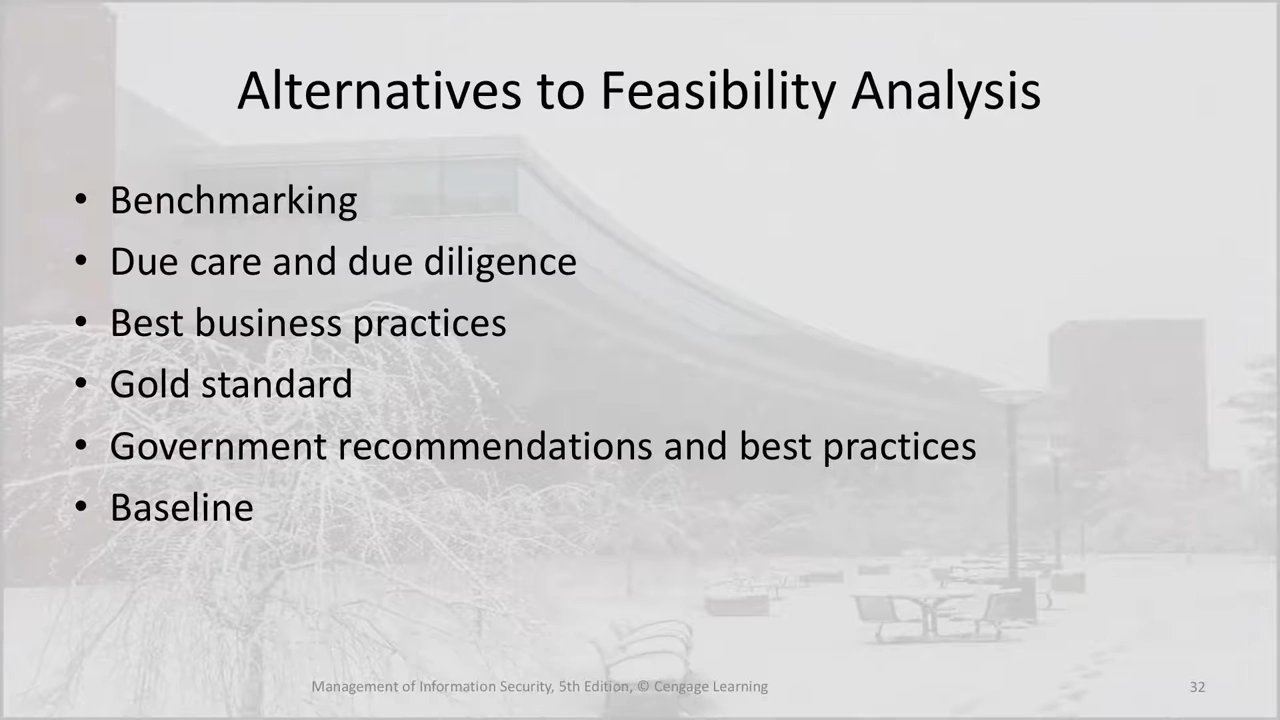 Alternatives to Feasibility Analysis
• Benchmarking
• Due care and due diligence
• Best business practices
• Gold standard
• Government recommendations and best practices
• Baseline
Management of Information Security, 5th Edition, © Cengage Learning
32